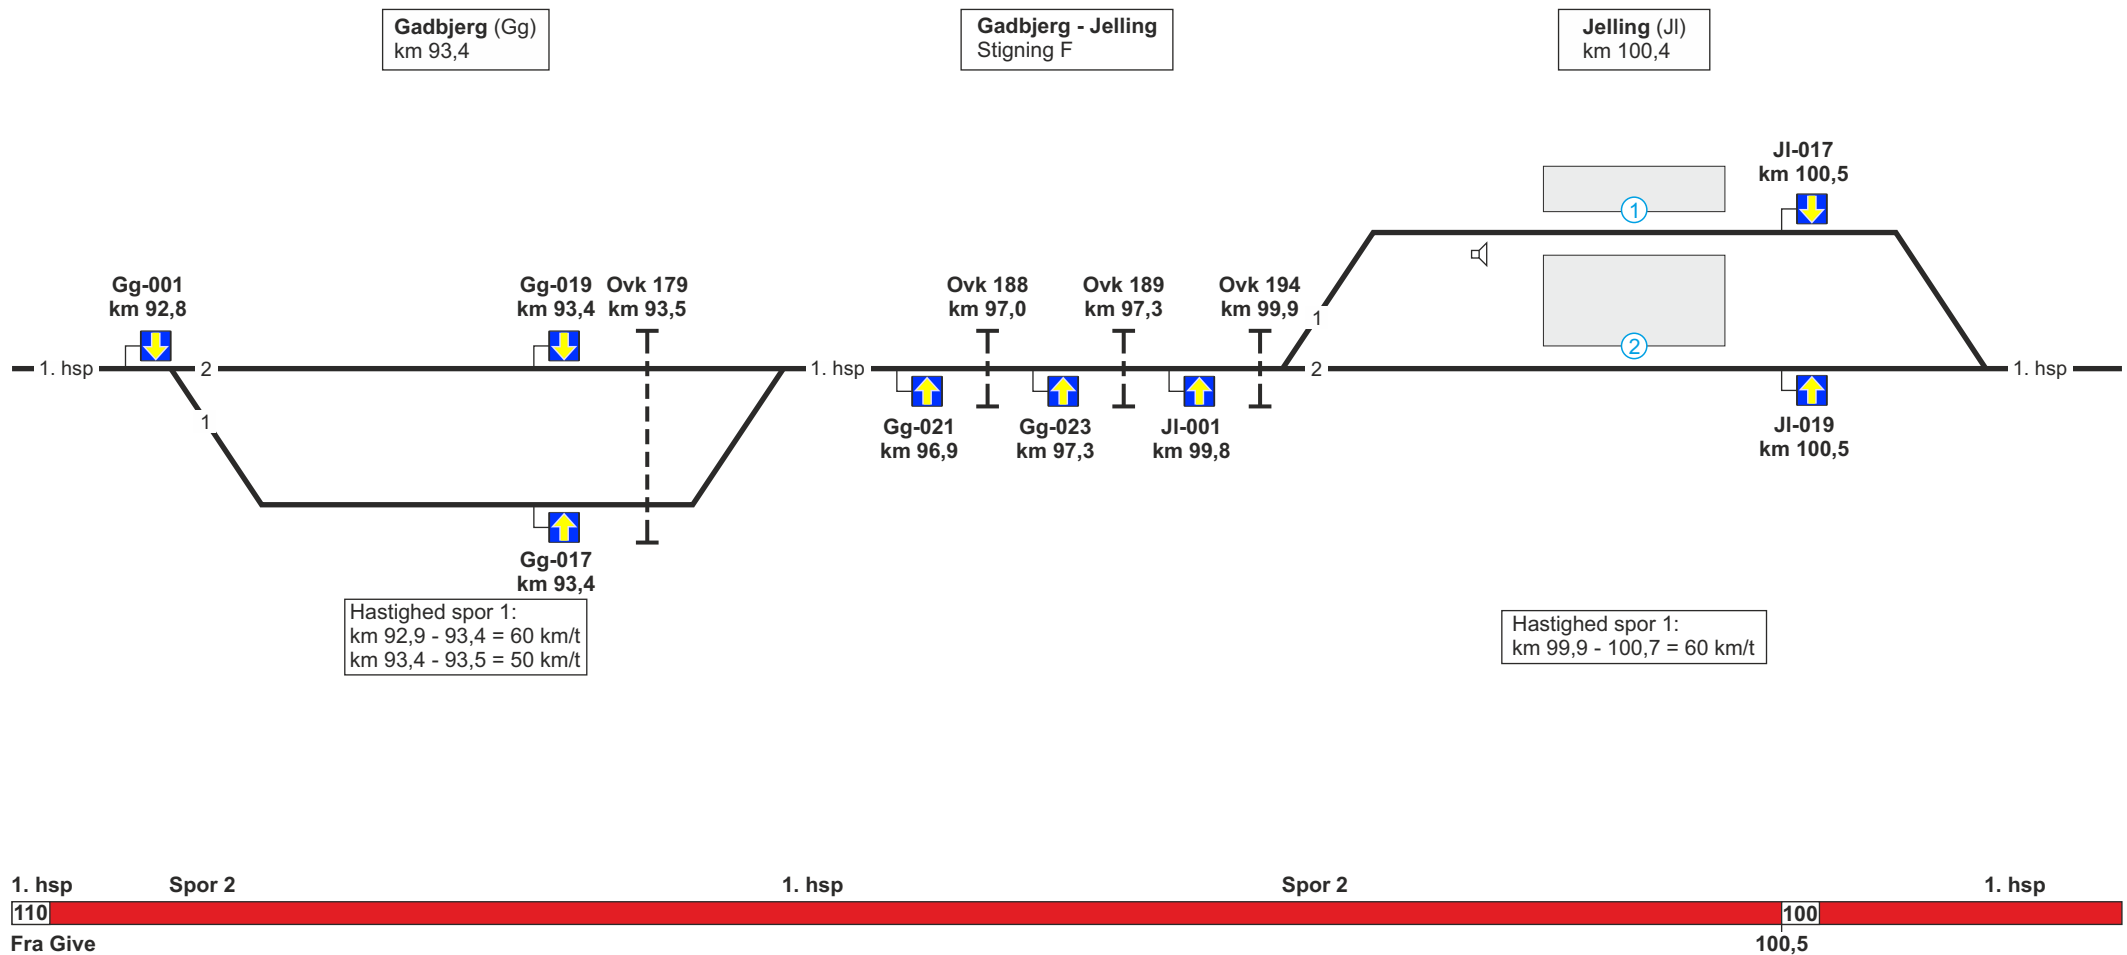 Gadbjerg (Gg)
km 93,4
Gadbjerg - Jelling
Stigning F
Jelling (Jl)
km 100,4
Jl-017
km 100,5
1
Gg-001
km 92,8
Gg-019
km 93,4
Ovk 179
km 93,5
Ovk 188
km 97,0
Ovk 189
km 97,3
Ovk 194
km 99,9
1
2
1. hsp
2
1. hsp
2
1. hsp
1
Gg-021
km 96,9
Gg-023
km 97,3
Jl-001
km 99,8
Jl-019
km 100,5
Gg-017
km 93,4
Hastighed spor 1:
km 92,9 - 93,4 = 60 km/t
km 93,4 - 93,5 = 50 km/t
Hastighed spor 1:
km 99,9 - 100,7 = 60 km/t
1. hsp
Spor 2
1. hsp
Spor 2
1. hsp
110
100
Fra Give
100,5